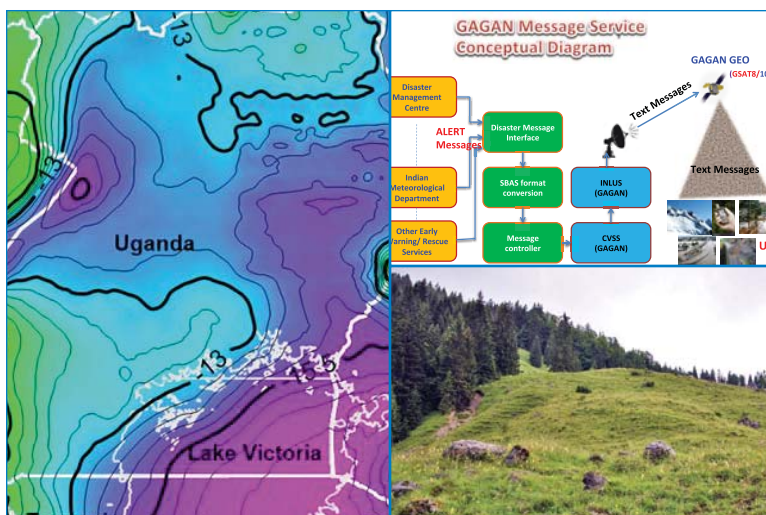 -13
13
Uganda
-13
-15.5
Lake Victoria
GAGAN Message Service
Conceptual Diagram
GAGAN GEO
(GSAT8/10
Text Messages
Text Messages
Disaster
Management
Centre
ALERT
Messages
Disaster Message
Interface
Indian
Meteorological
Department
SBAS format
conversion
INLUS
(GAGAN)
Other Early
Warning/ Rescue
Services
Message
controller
CVSS
(GAGAN)
U